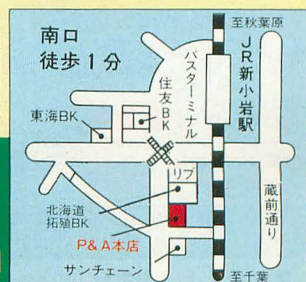 南口
徒歩1分
至秋葉原
JR新小岩駅
バスターミナル
住友BK
東海BK
リブ
蔵前通り
北海道
拓殖BK
P&A本店
サンチェーン
至千葉